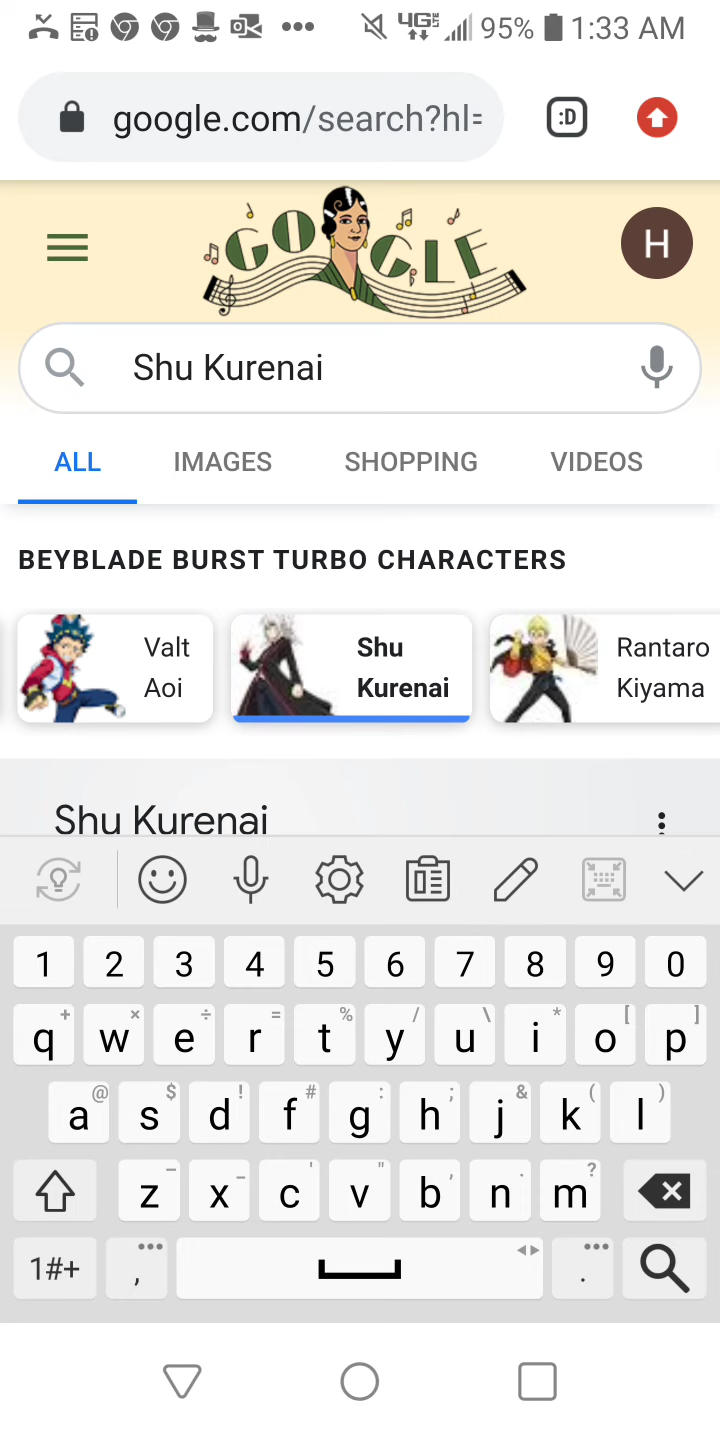 4G 95% 1:33 AM
google.com/search?hl=
:D
GOOGLE
H
Shu Kurenai
ALL IMAGES SHOPPING VIDEOS
BEYBLADE BURST TURBO CHARACTERS
Valt
Aoi
Shu
Kurenai
Rantaro
Kiyama
Shu Kurenai
1 2 3 4 5 6 7 8 9 0
+ × ÷ = % / \ * [ ]
q w e r t y u i o p
@ $ ! # : ; & ( )
a s d f g h j k l
z x c v b n m ?
1#+ , .